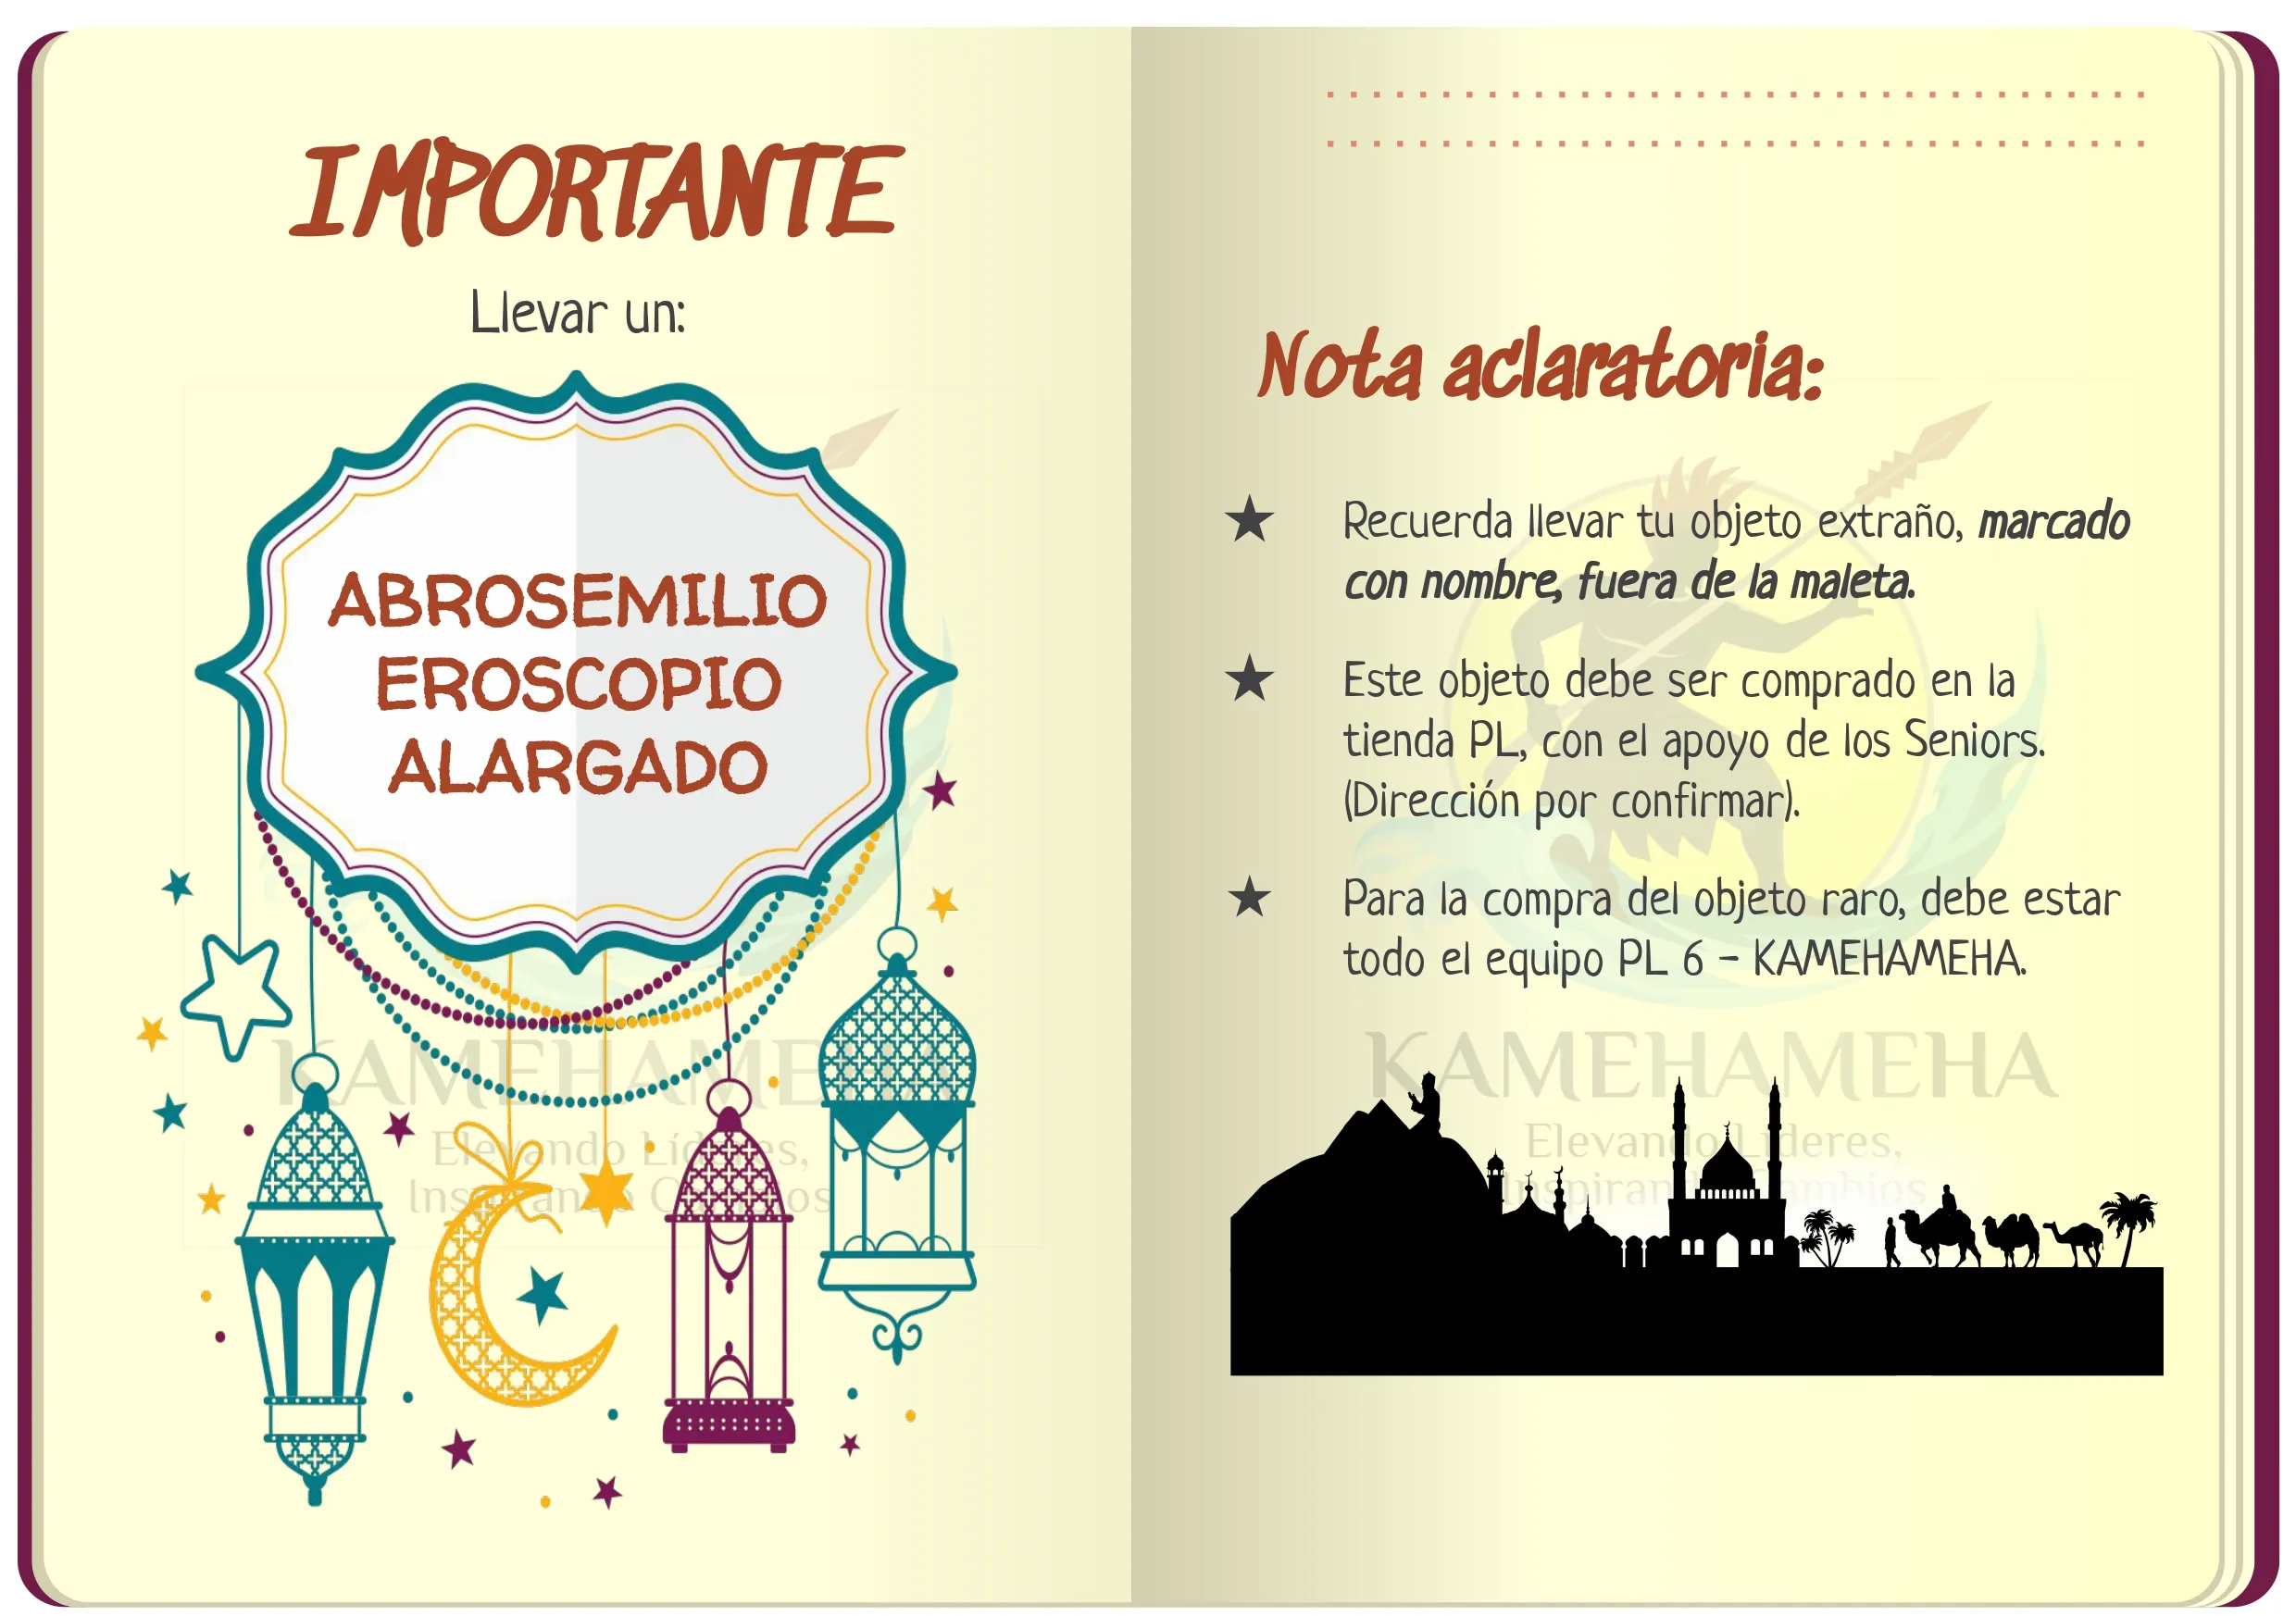 IMPORTANTE
Llevar un:
ABROSEMILIO
EROSCOPIO
ALARGADO
KAMEHAMEHA
Elevando Líderes,
Inspirando Cambios
Nota aclaratoria:
★ Recuerda llevar tu objeto extraño, marcado
con nombre, fuera de la maleta.
★ Este objeto debe ser comprado en la
tienda PL, con el apoyo de los Seniors.
(Dirección por confirmar).
★ Para la compra del objeto raro, debe estar
todo el equipo PL 6 - KAMEHAMEHA.
KAMEHAMEHA
Elevando Líderes,
Inspirando Cambios